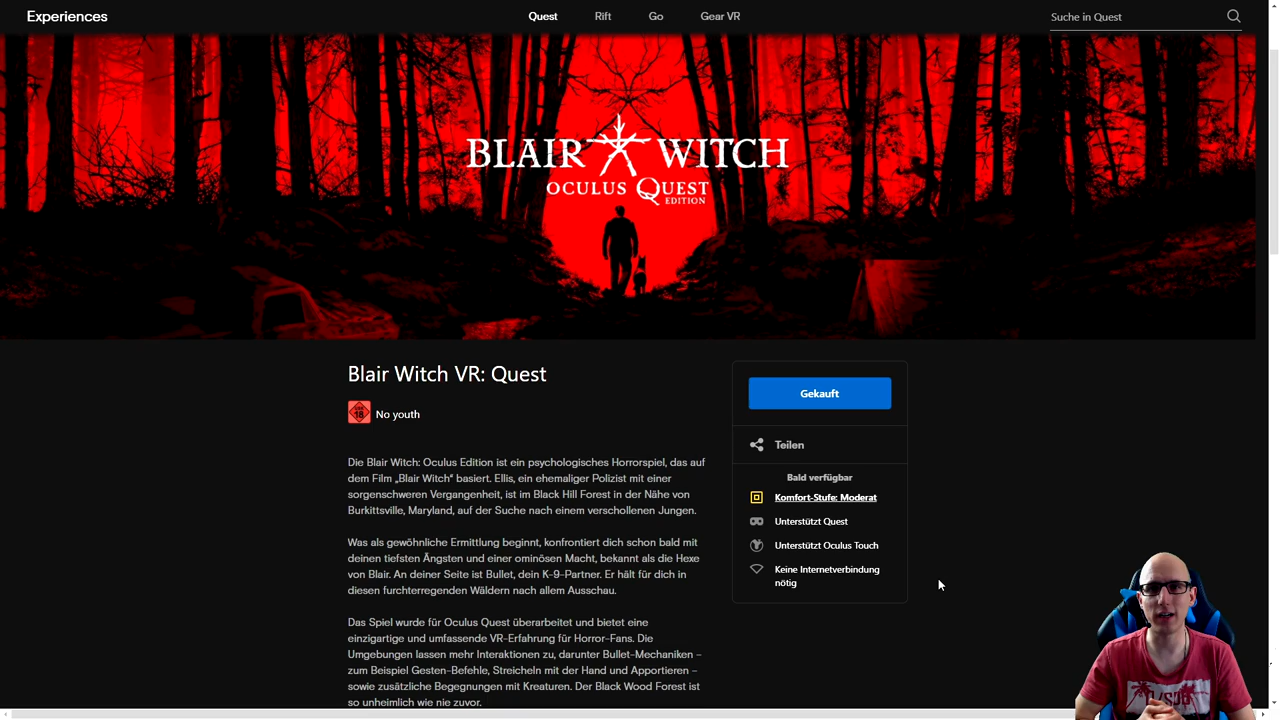 Experiences
Quest
Rift
Go
Gear VR
Suche in Quest
BLAIR WITCH
OCULUS QUEST
EDITION
Blair Witch VR: Quest
18
No youth
Die Blair Witch: Oculus Edition ist ein psychologisches Horrorspiel, das auf
dem Film „Blair Witch“ basiert. Ellis, ein ehemaliger Polizist mit einer
sorgenschweren Vergangenheit, ist im Black Hill Forest in der Nähe von
Burkittsville, Maryland, auf der Suche nach einem verschollenen Jungen.
Was als gewöhnliche Ermittlung beginnt, konfrontiert dich schon bald mit
deinen tiefsten Ängsten und einer ominösen Macht, bekannt als die Hexe
von Blair. An deiner Seite ist Bullet, dein K-9-Partner. Er hält für dich in
diesen furchterregenden Wäldern nach allem Ausschau.
Das Spiel wurde für Oculus Quest überarbeitet und bietet eine
einzigartige und umfassende VR-Erfahrung für Horror-Fans. Die
Umgebungen lassen mehr Interaktionen zu, darunter Bullet-Mechaniken –
zum Beispiel Gesten-Befehle, Streicheln mit der Hand und Apportieren –
sowie zusätzliche Begegnungen mit Kreaturen. Der Black Wood Forest ist
so unheimlich wie nie zuvor.
Gekauft
Teilen
Bald verfügbar
Komfort-Stufe: Moderat
Unterstützt Quest
Unterstützt Oculus Touch
Keine Internetverbindung
nötig